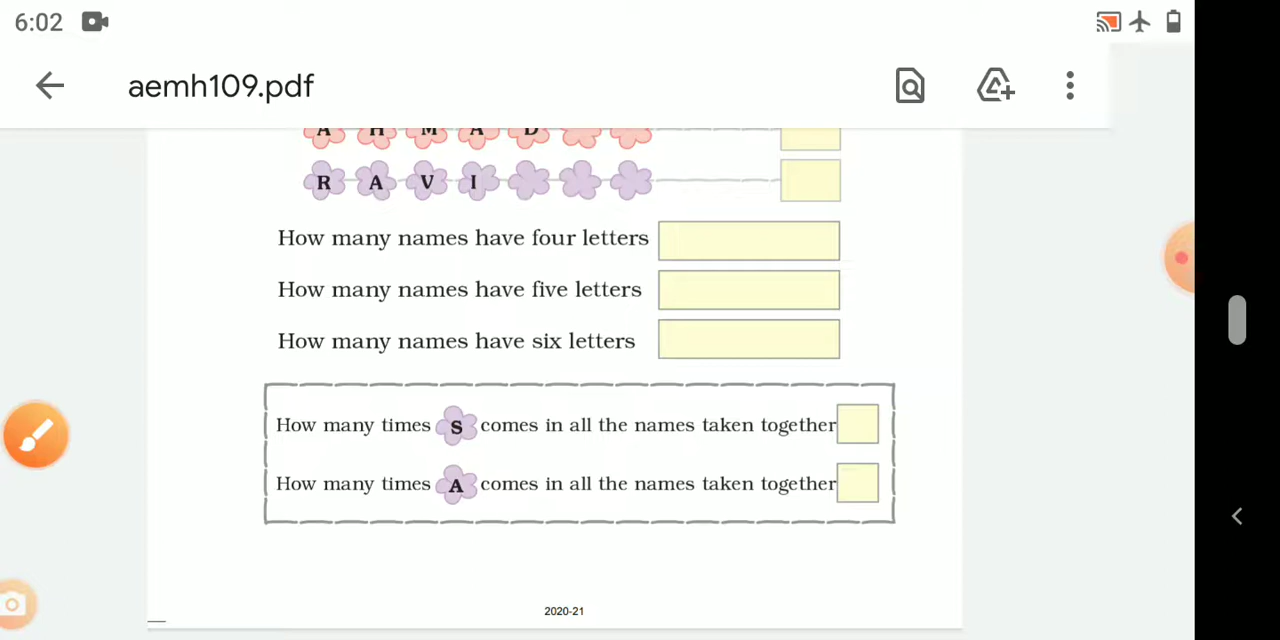 6:02
aemh109.pdf
A H M A D
R A V I
How many names have four letters
How many names have five letters
How many names have six letters
How many times S comes in all the names taken together
How many times A comes in all the names taken together
2020-21